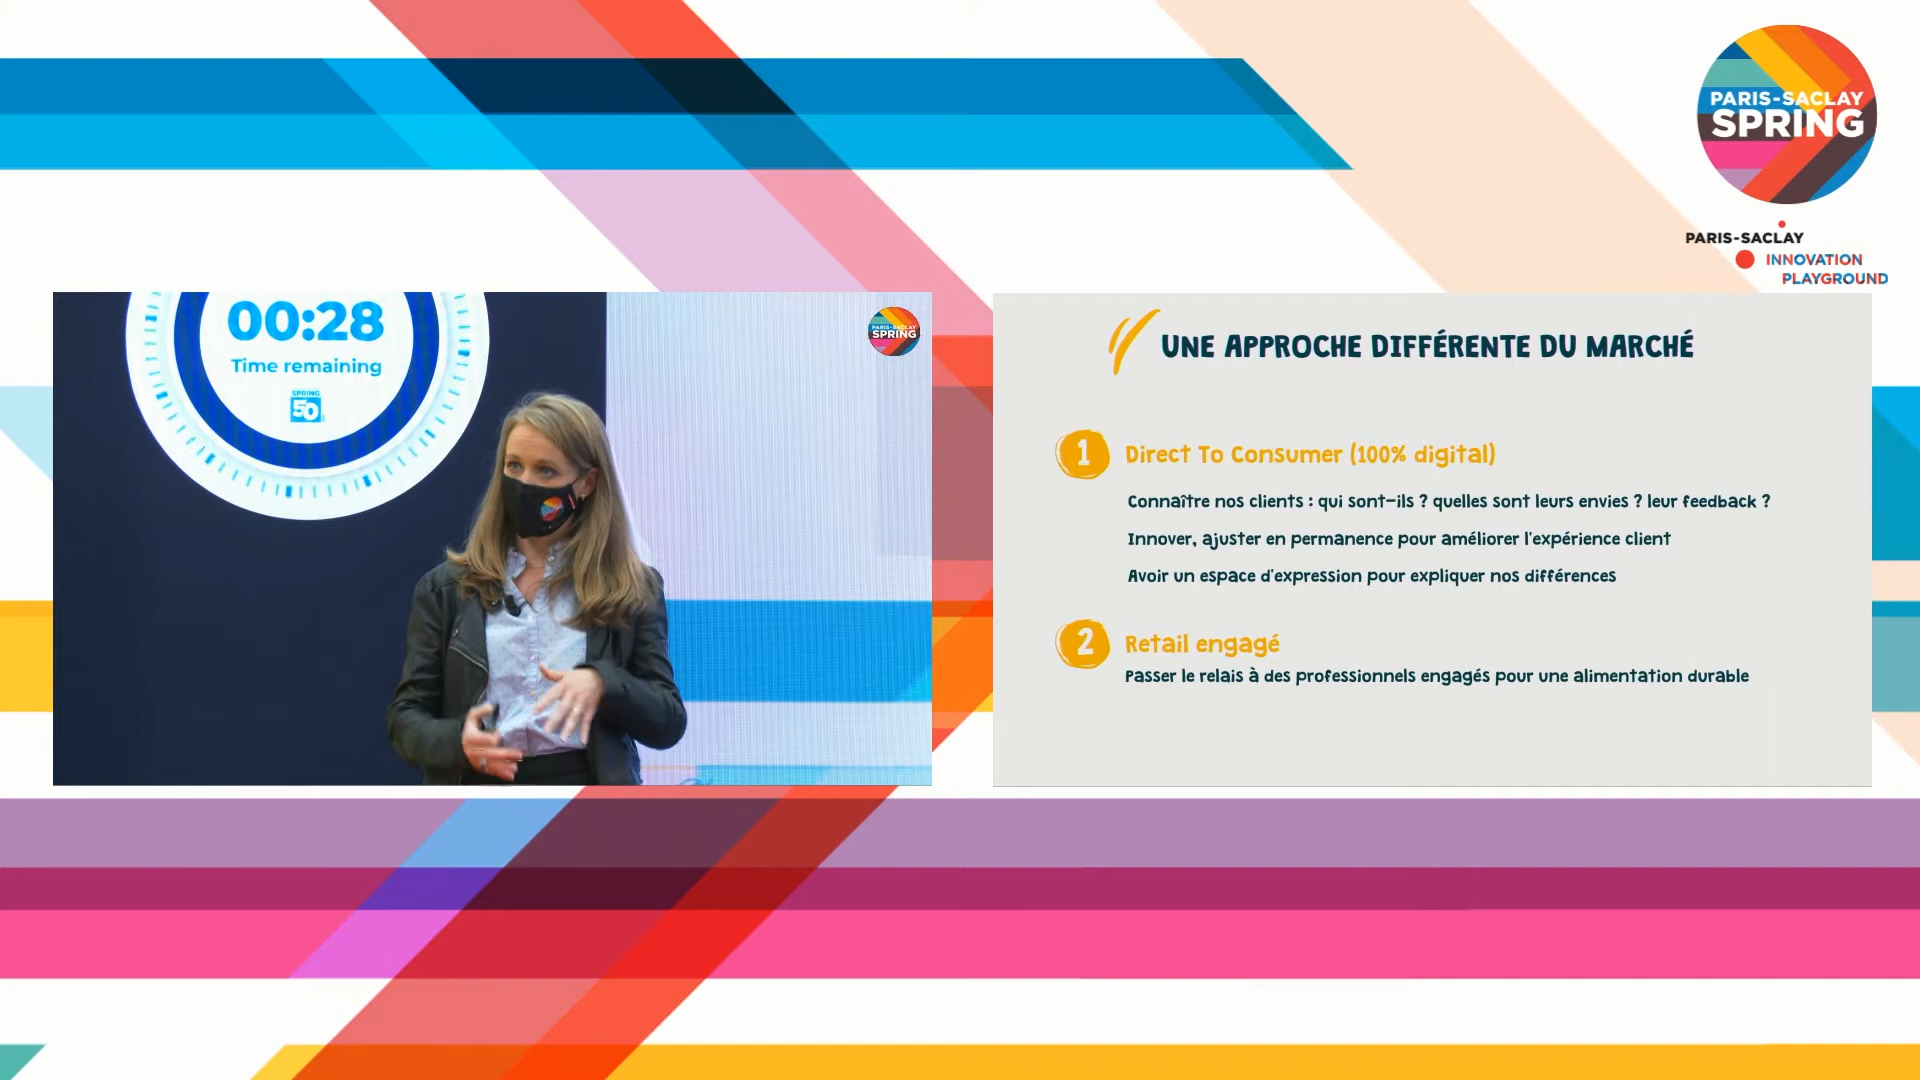 PARIS-SACLAY
SPRING
PARIS-SACLAY
INNOVATION
PLAYGROUND
00:28
Time remaining
SPRING
50
PARIS-SACLAY
SPRING
UNE APPROCHE DIFFÉRENTE DU MARCHÉ
1 Direct To Consumer (100% digital)
Connaître nos clients : qui sont-ils ? quelles sont leurs envies ? leur feedback ?
Innover, ajuster en permanence pour améliorer l'expérience client
Avoir un espace d'expression pour expliquer nos différences
2 Retail engagé
Passer le relais à des professionnels engagés pour une alimentation durable